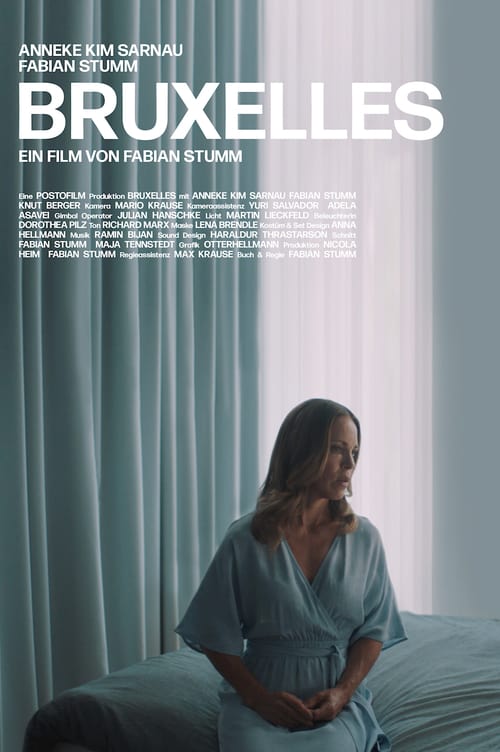 ANNEKE KIM SARNAU
FABIAN STUMM
BRUXELLES
EIN FILM VON FABIAN STUMM
Eine POSTOFILM Produktion BRUXELLES mit ANNEKE KIM SARNAU FABIAN STUMM
KNUT BERGER Kamera MARIO KRAUSE Kameraassistenz YURI SALVADOR ADELA
ASAVEI Gimbal Operator JULIAN HANSCHKE Licht MARTIN LIECKFELD Beleuchterin
DOROTHEA PILZ Ton RICHARD MARX Maske LENA BRENDLE Kostüm & Set Design ANNA
HELLMANN Musik RAMIN BIJAN Sound Design HARALDUR THRASTARSON Schnitt
FABIAN STUMM MAJA TENNSTEDT Grafik OTTERHELLMANN Produktion NICOLA
HEIM FABIAN STUMM Regieassistenz MAX KRAUSE Buch & Regie FABIAN STUMM